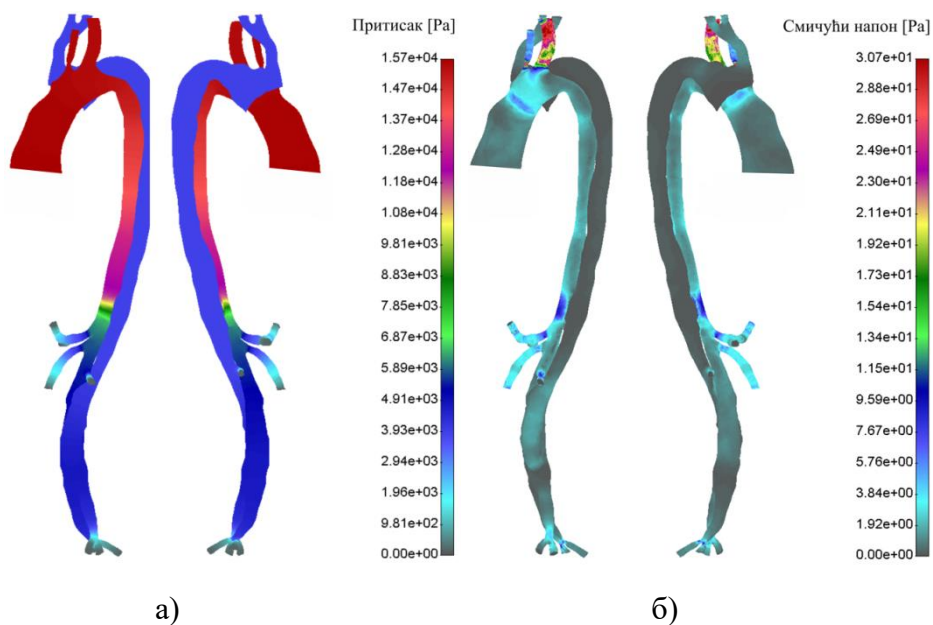 Притисак [Pa]
1.57e+04
1.47e+04
1.37e+04
1.28e+04
1.18e+04
1.08e+04
9.81e+03
8.83e+03
7.85e+03
6.87e+03
5.89e+03
4.91e+03
3.93e+03
2.94e+03
1.96e+03
9.81e+02
0.00e+00
Смичући напон [Pa]
3.07e+01
2.88e+01
2.69e+01
2.49e+01
2.30e+01
2.11e+01
1.92e+01
1.73e+01
1.54e+01
1.34e+01
1.15e+01
9.59e+00
7.67e+00
5.76e+00
3.84e+00
1.92e+00
0.00e+00
а)
б)